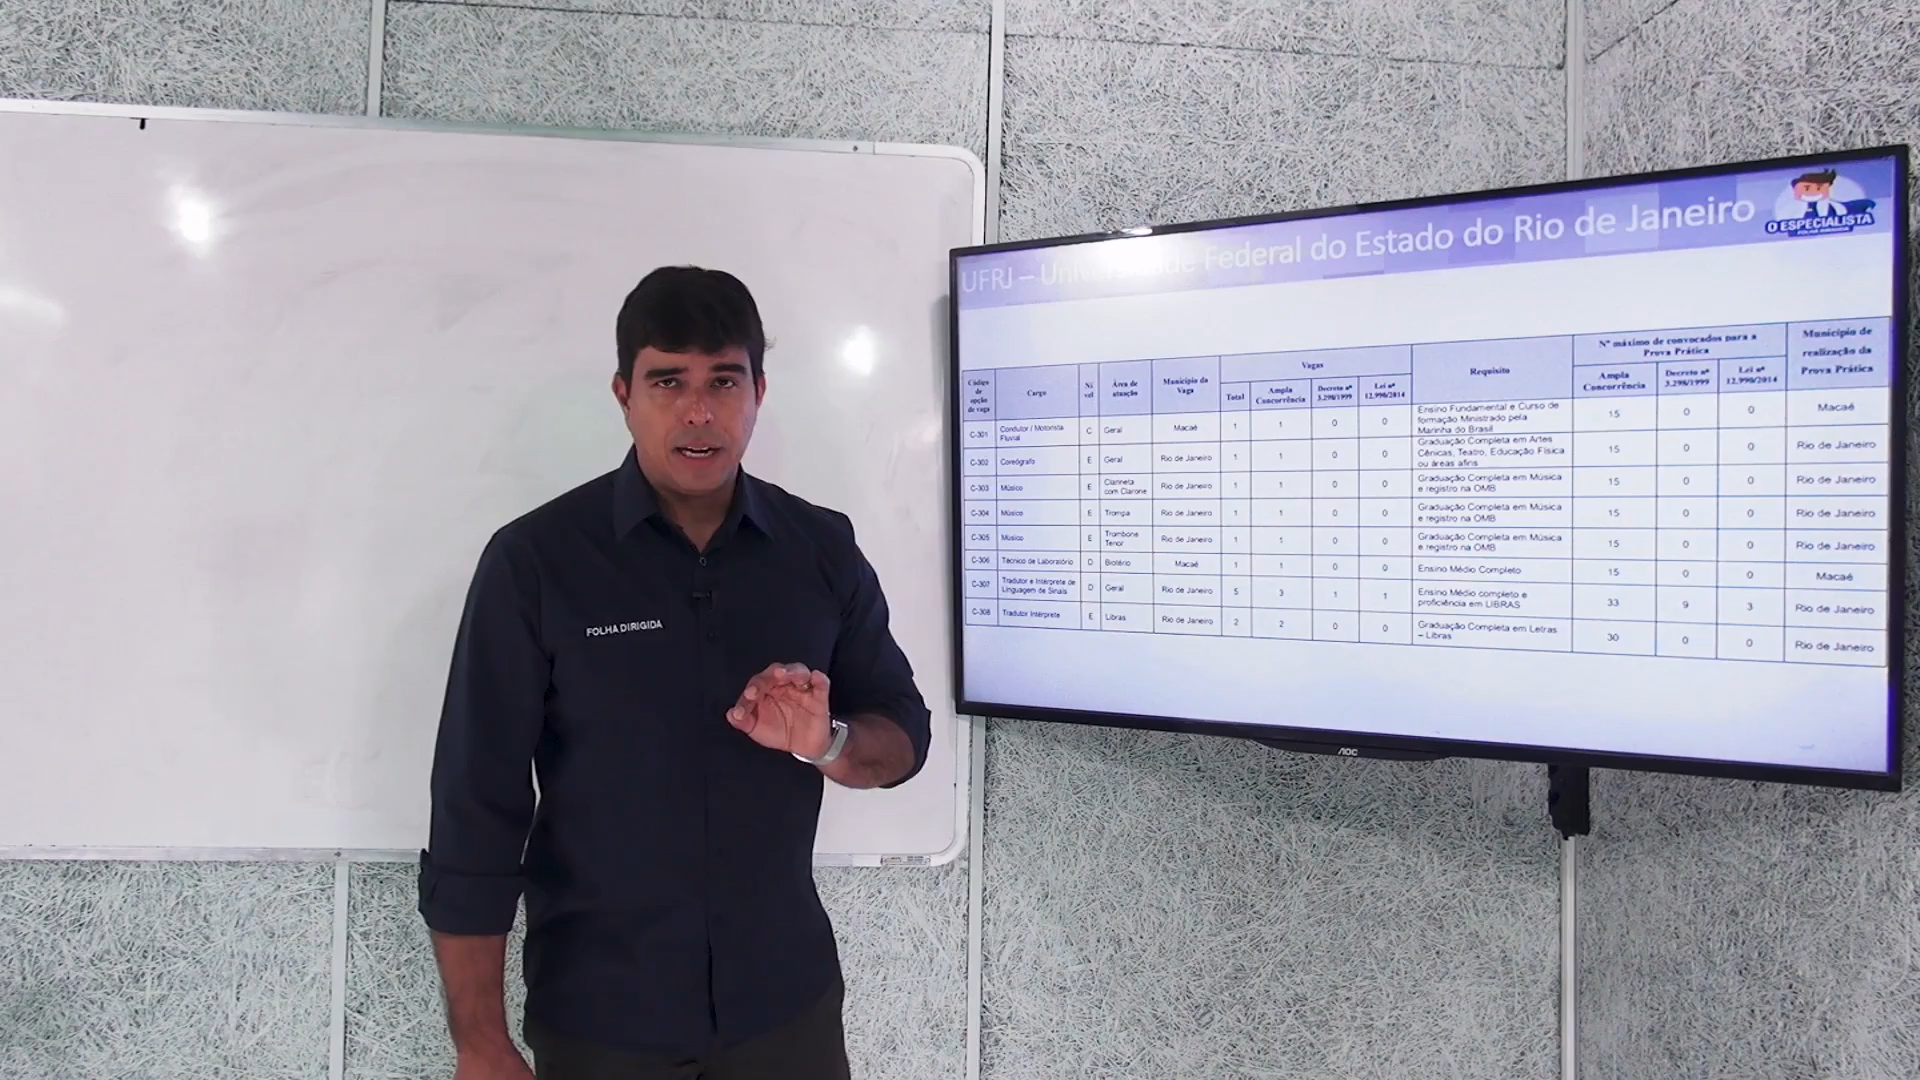 UFRJ – Universidade Federal do Estado do Rio de Janeiro
O ESPECIALISTA
FOLHA DIRIGIDA
Código de opção de vaga | Cargo | Ní vel | Área de atuação | Município da Vaga | Vagas | Requisito | Nº máximo de convocados para a Prova Prática | Município de realização da Prova Prática
Total | Ampla Concorrência | Decreto nº 3.298/1999 | Lei nº 12.990/2014 | Ampla Concorrência | Decreto nº 3.298/1999 | Lei nº 12.990/2014
C-301 | Condutor / Motorista Fluvial | C | Geral | Macaé | 1 | 1 | 0 | 0 | Ensino Fundamental e Curso de formação Ministrado pela Marinha do Brasil | 15 | 0 | 0 | Macaé
C-302 | Coreógrafo | E | Geral | Rio de Janeiro | 1 | 1 | 0 | 0 | Graduação Completa em Artes Cênicas, Teatro, Educação Física ou áreas afins | 15 | 0 | 0 | Rio de Janeiro
C-303 | Músico | E | Clarineta com Clarone | Rio de Janeiro | 1 | 1 | 0 | 0 | Graduação Completa em Música e registro na OMB | 15 | 0 | 0 | Rio de Janeiro
C-304 | Músico | E | Trompa | Rio de Janeiro | 1 | 1 | 0 | 0 | Graduação Completa em Música e registro na OMB | 15 | 0 | 0 | Rio de Janeiro
C-305 | Músico | E | Trombone Tenor | Rio de Janeiro | 1 | 1 | 0 | 0 | Graduação Completa em Música e registro na OMB | 15 | 0 | 0 | Rio de Janeiro
C-306 | Técnico de Laboratório | D | Biotério | Macaé | 1 | 1 | 0 | 0 | Ensino Médio Completo | 15 | 0 | 0 | Macaé
C-307 | Tradutor e Intérprete de Linguagem de Sinais | D | Geral | Rio de Janeiro | 5 | 3 | 1 | 1 | Ensino Médio completo e proficiência em LIBRAS | 33 | 9 | 3 | Rio de Janeiro
C-308 | Tradutor Intérprete | E | Libras | Rio de Janeiro | 2 | 2 | 0 | 0 | Graduação Completa em Letras – Libras | 30 | 0 | 0 | Rio de Janeiro
FOLHA DIRIGIDA
AOC